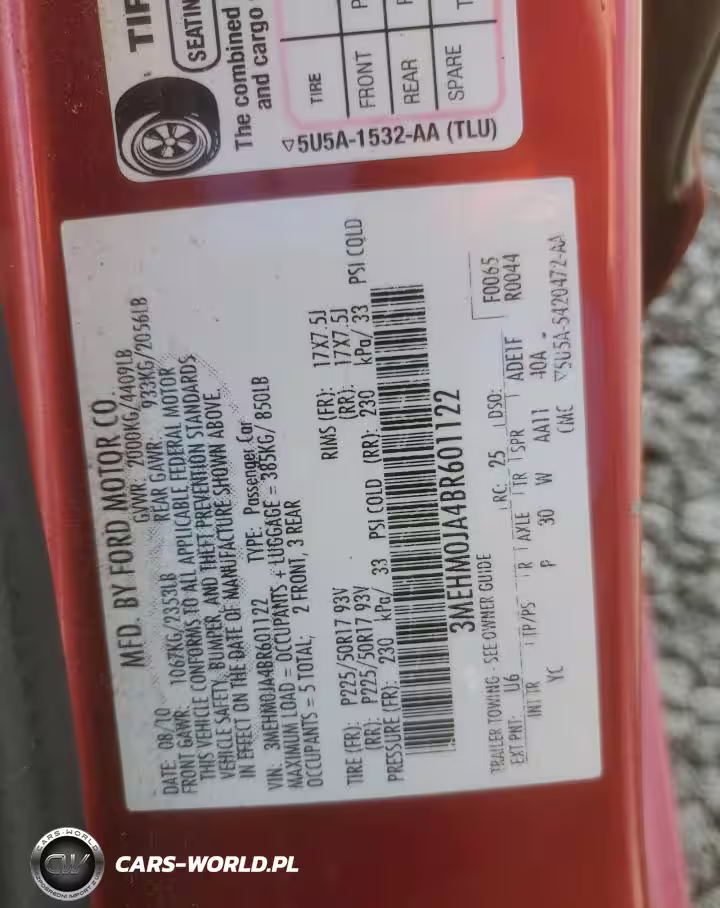 TIR
SEATIN
The combined
and cargo
TIRE
FRONT
REAR
SPARE
▽5U5A-1532-AA (TLU)
MFD. BY FORD MOTOR CO.
DATE: 08/10 GVWR: 2000KG/4409LB
FRONT GAWR: 1067KG/2353LB REAR GAWR: 933KG/2056LB
THIS VEHICLE CONFORMS TO ALL APPLICABLE FEDERAL MOTOR
VEHICLE SAFETY, BUMPER, AND THEFT PREVENTION STANDARDS
IN EFFECT ON THE DATE OF MANUFACTURE SHOWN ABOVE.
VIN: 3MEHM0JA4BR601122 TYPE: Passenger Car
MAXIMUM LOAD = OCCUPANTS + LUGGAGE = 385KG/ 850LB
OCCUPANTS = 5 TOTAL; 2 FRONT, 3 REAR
TIRE (FR): P225/50R17 93V RIMS (FR): 17X7.5J
(RR): P225/50R17 93V (RR): 17X7.5J
PRESSURE (FR): 230 kPa/ 33 PSI COLD (RR): 230 kPa/ 33 PSI COLD
3MEHM0JA4BR601122
F0065
R0044
TRAILER TOWING - SEE OWNER GUIDE
EXT PNT: U6 RC: 25 DSO:
INT TR TP/PS R AXLE TR SPR ADE1F
YC P 30 W AA11 40A
CMC ▽5U5A-5420472-AA
CARS-WORLD
CW
CARS-WORLD.PL